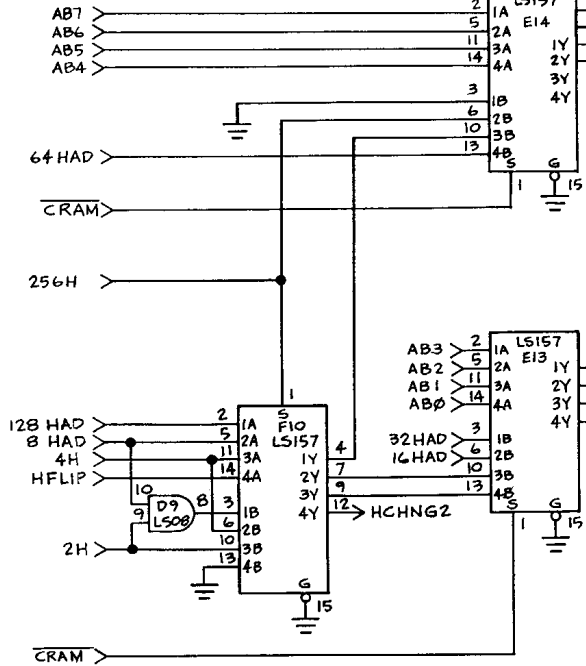 AB7 2 1A LS157
AB6 5 2A E14
AB5 11 3A 1Y
AB4 14 4A 2Y
3Y
4Y
3 1B
6 2B
10 3B
64 HAD 13 4B
S G
1 15
CRAM
256H
1
S
128 HAD 2 1A F10
8 HAD 5 2A LS157
4H 11 3A 1Y 4
HFLIP 14 4A 2Y 7
3Y 9
4Y 12 HCHNG2
10
9 D9 LS08 8 3 1B
6 2B
2H 10 3B
13 4B
G
15
AB3 2 1A LS157
AB2 5 2A E13 1Y
AB1 11 3A 2Y
ABØ 14 4A 3Y
4Y
32HAD 3 1B
16HAD 6 2B
10 3B
13 4B
S G
1 15
CRAM